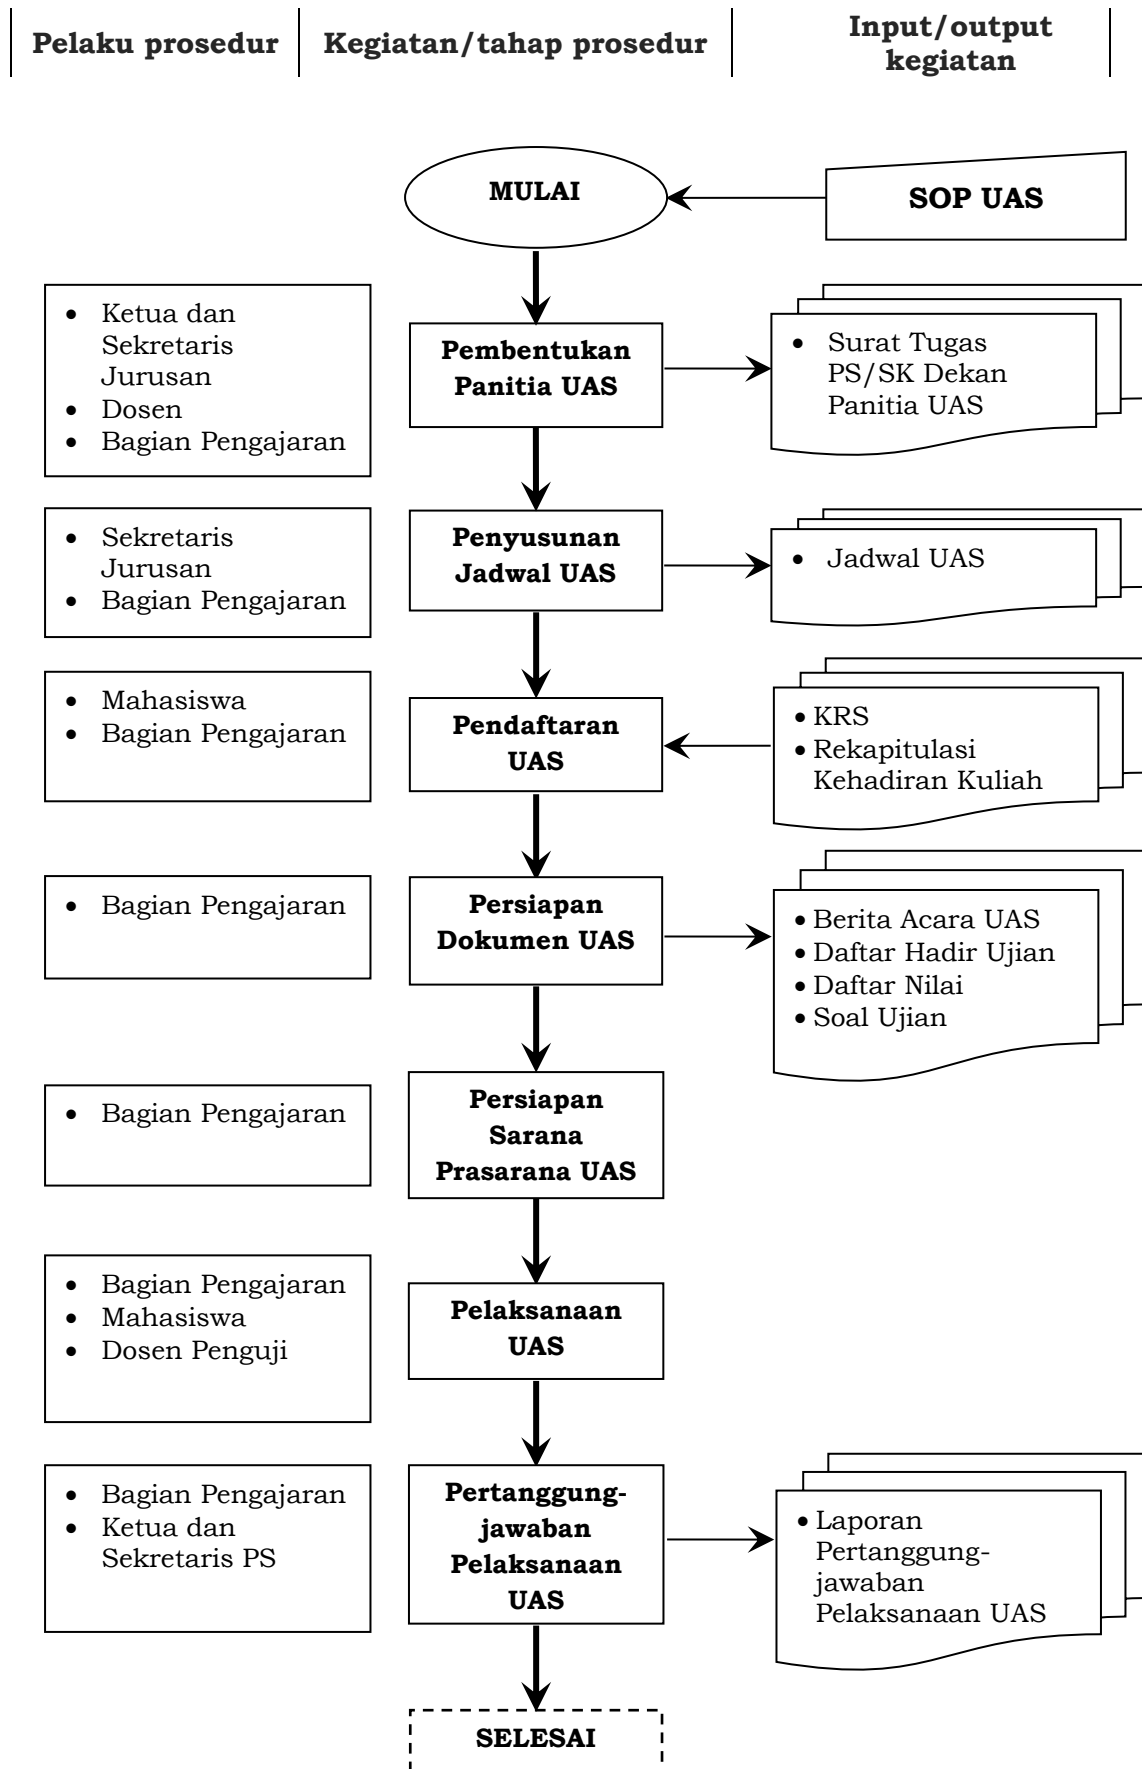 Pelaku prosedur
Kegiatan/tahap prosedur
Input/output
kegiatan
MULAI
SOP UAS
• Ketua dan
Sekretaris
Jurusan
• Dosen
• Bagian Pengajaran
Pembentukan
Panitia UAS
• Surat Tugas
PS/SK Dekan
Panitia UAS
• Sekretaris
Jurusan
• Bagian Pengajaran
Penyusunan
Jadwal UAS
• Jadwal UAS
• Mahasiswa
• Bagian Pengajaran
Pendaftaran
UAS
• KRS
• Rekapitulasi
Kehadiran Kuliah
• Bagian Pengajaran
Persiapan
Dokumen UAS
• Berita Acara UAS
• Daftar Hadir Ujian
• Daftar Nilai
• Soal Ujian
• Bagian Pengajaran
Persiapan
Sarana
Prasarana UAS
• Bagian Pengajaran
• Mahasiswa
• Dosen Penguji
Pelaksanaan
UAS
• Bagian Pengajaran
• Ketua dan
Sekretaris PS
Pertanggung-
jawaban
Pelaksanaan
UAS
• Laporan
Pertanggung-
jawaban
Pelaksanaan UAS
SELESAI